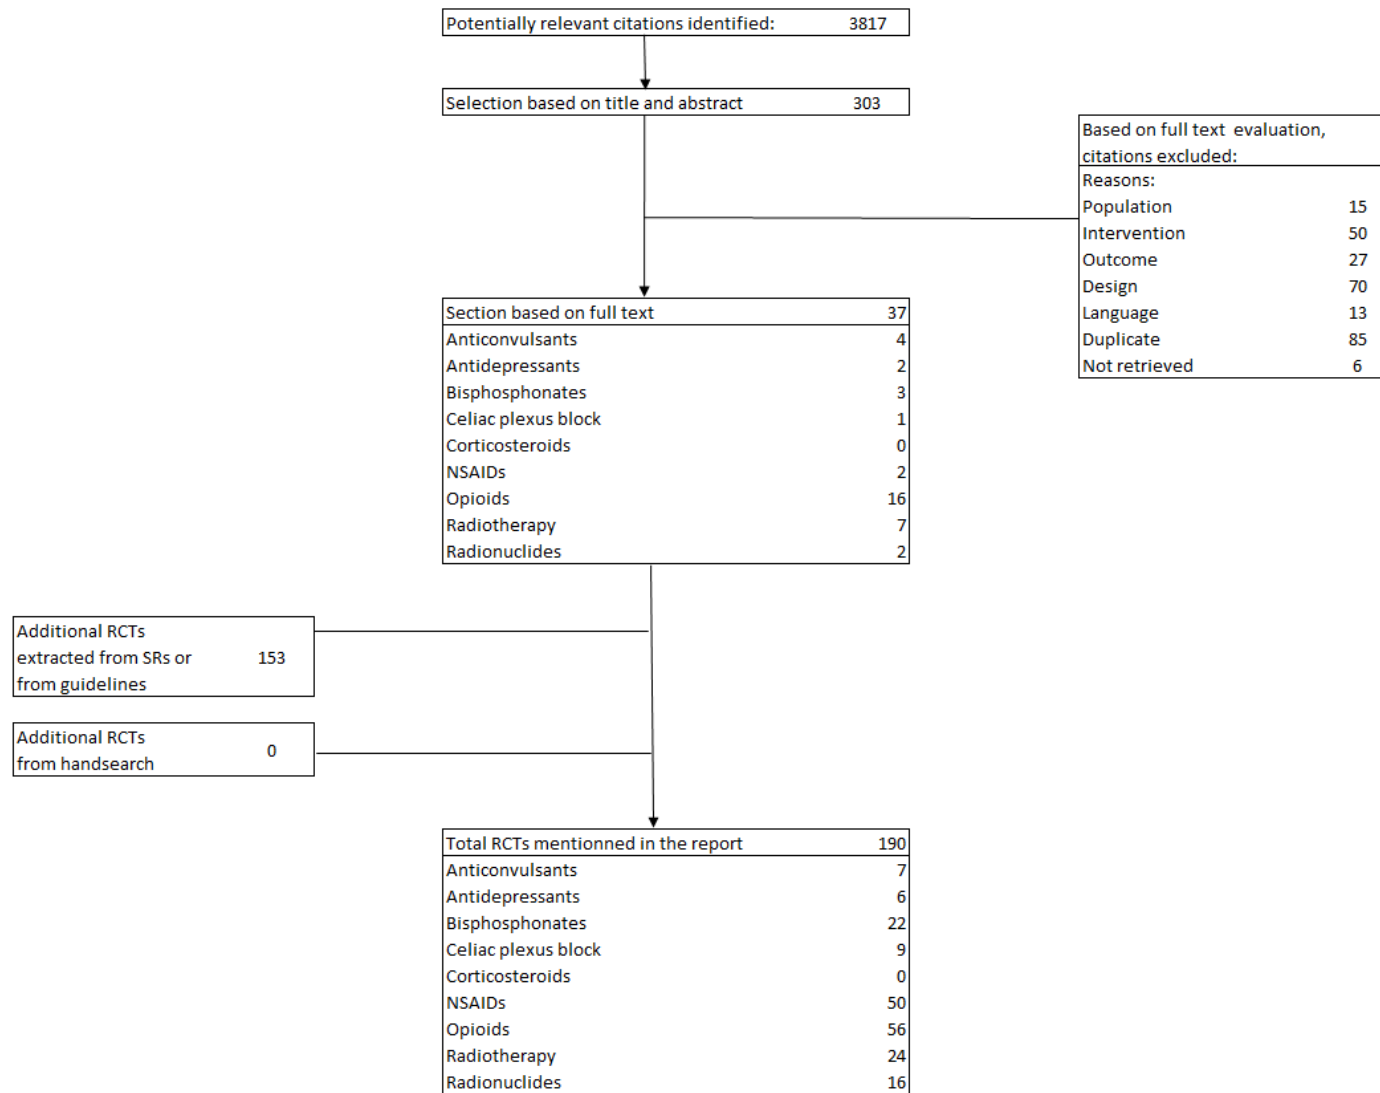 Potentially relevant citations identified: 3817
Selection based on title and abstract 303
Based on full text evaluation,
citations excluded:
Reasons:
Population 15
Intervention 50
Outcome 27
Design 70
Language 13
Duplicate 85
Not retrieved 6
Section based on full text 37
Anticonvulsants 4
Antidepressants 2
Bisphosphonates 3
Celiac plexus block 1
Corticosteroids 0
NSAIDs 2
Opioids 16
Radiotherapy 7
Radionuclides 2
Additional RCTs
extracted from SRs or 153
from guidelines
Additional RCTs
from handsearch 0
Total RCTs mentionned in the report 190
Anticonvulsants 7
Antidepressants 6
Bisphosphonates 22
Celiac plexus block 9
Corticosteroids 0
NSAIDs 50
Opioids 56
Radiotherapy 24
Radionuclides 16